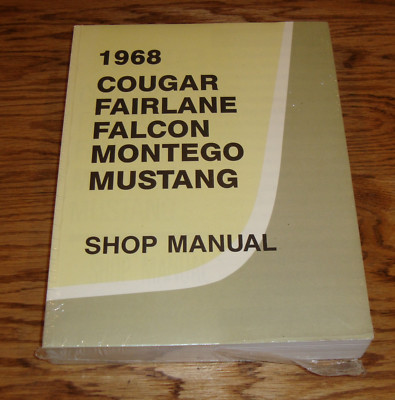 1968
COUGAR
FAIRLANE
FALCON
MONTEGO
MUSTANG
SHOP MANUAL